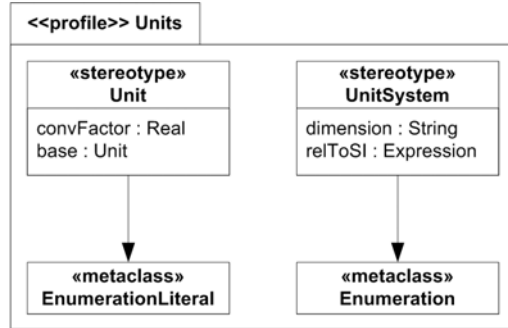 <<profile>> Units
«stereotype»
Unit
convFactor : Real
base : Unit
«stereotype»
UnitSystem
dimension : String
relToSI : Expression
«metaclass»
EnumerationLiteral
«metaclass»
Enumeration